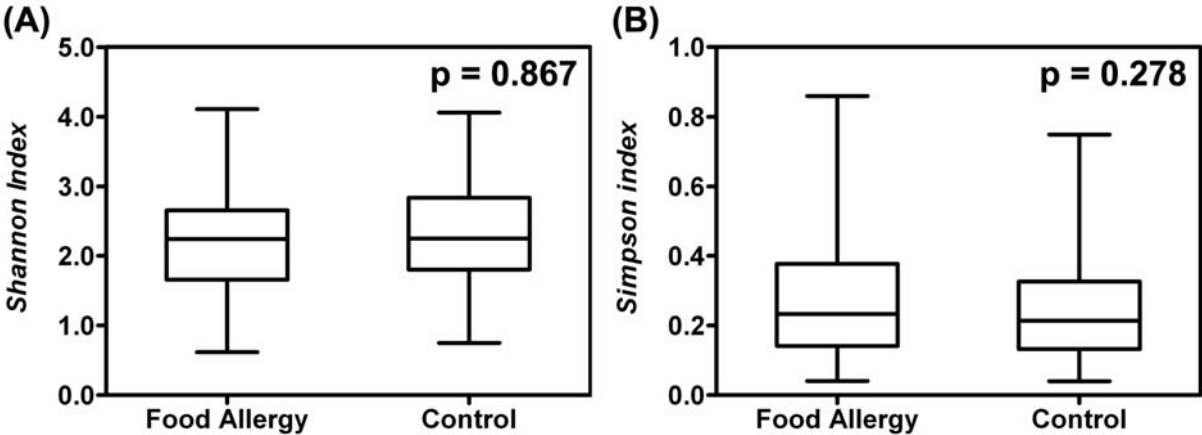 (A)
5.0
4.0
3.0
2.0
1.0
0.0
Shannon Index
p = 0.867
Food Allergy
Control
(B)
1.0
0.8
0.6
0.4
0.2
0.0
Simpson index
p = 0.278
Food Allergy
Control